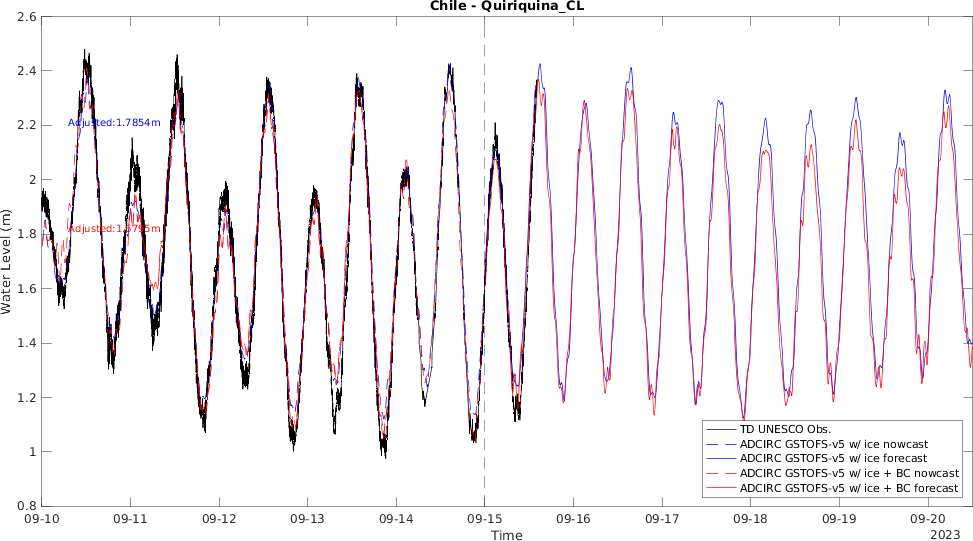 Chile - Quiriquina_CL
Water Level (m)
2.6
2.4
2.2
2
1.8
1.6
1.4
1.2
1
0.8
Adjusted:1.7854m
TD UNESCO Obs.
ADCIRC GSTOFS-v5 w/ ice nowcast
ADCIRC GSTOFS-v5 w/ ice forecast
ADCIRC GSTOFS-v5 w/ ice + BC nowcast
ADCIRC GSTOFS-v5 w/ ice + BC forecast
09-10 09-11 09-12 09-13 09-14 09-15 09-16 09-17 09-18 09-19 09-20
Time
2023